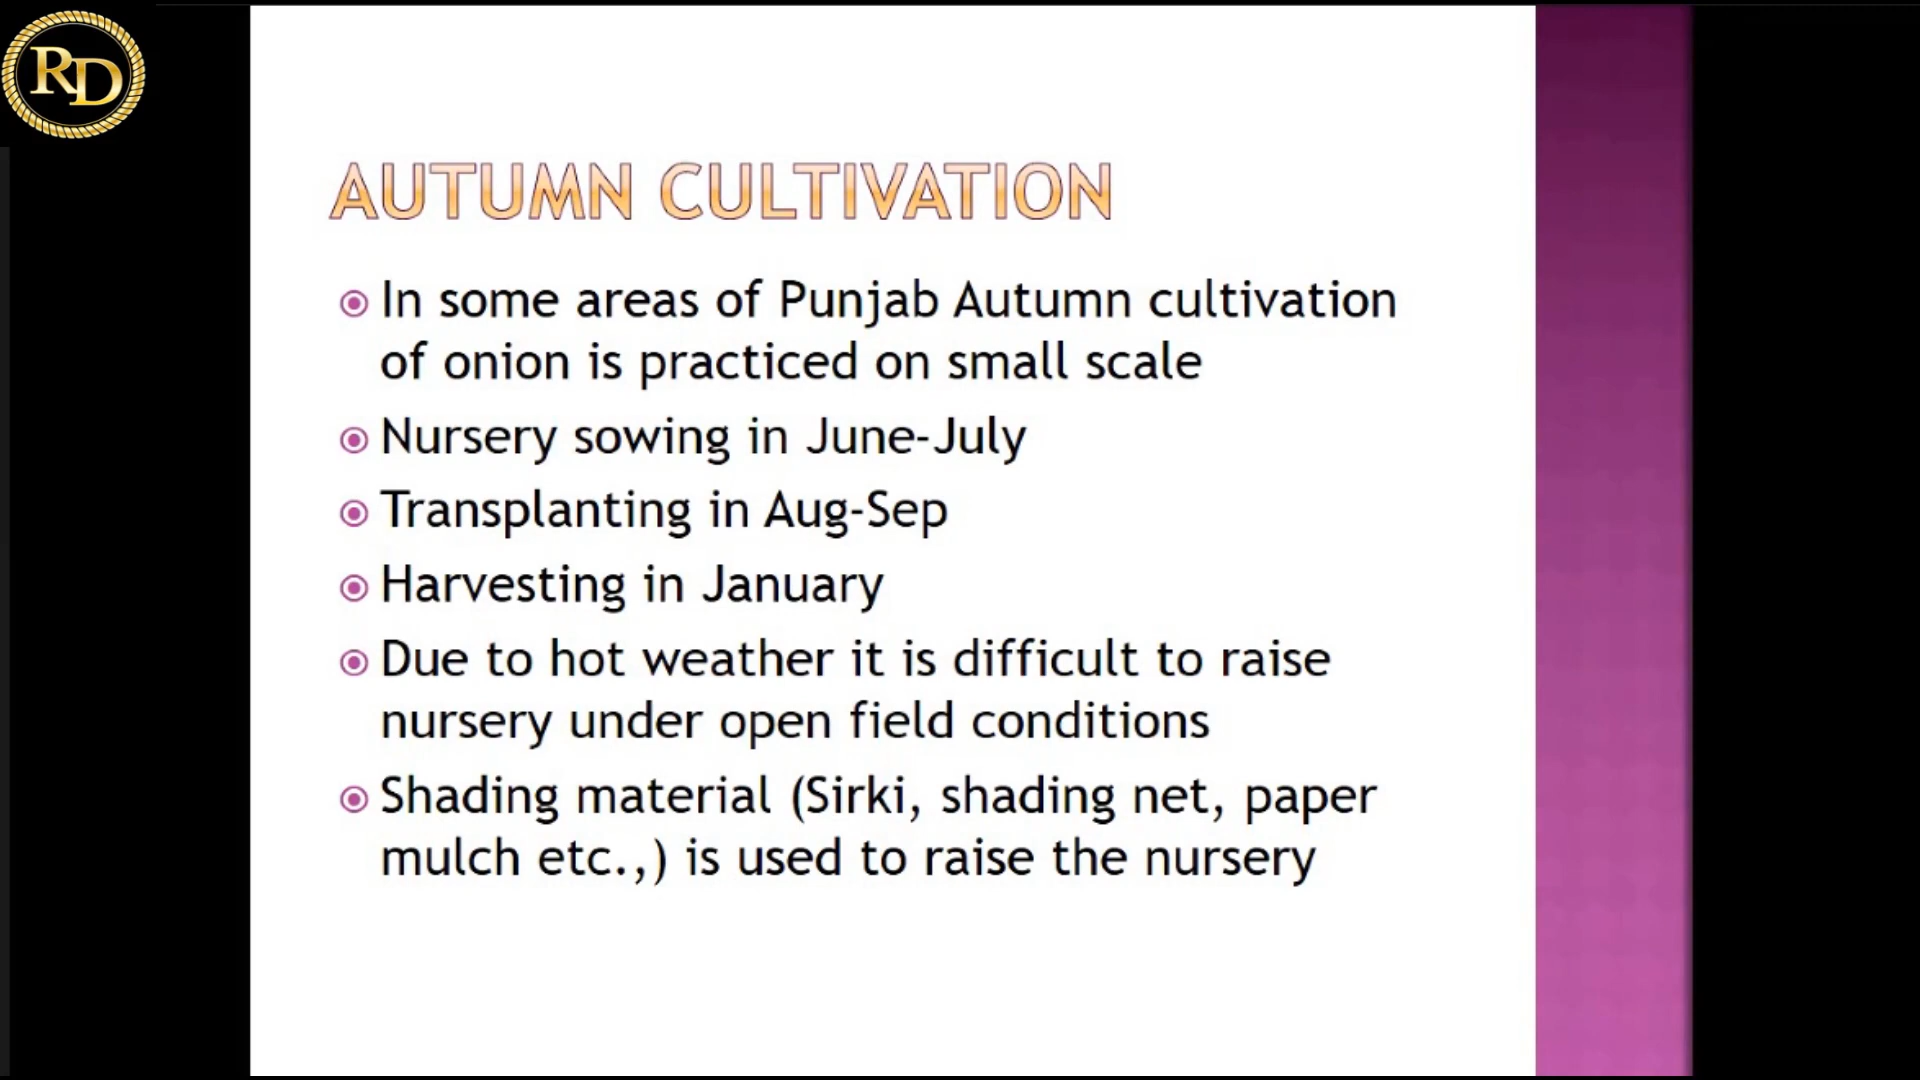 RD
AUTUMN CULTIVATION
In some areas of Punjab Autumn cultivation
of onion is practiced on small scale
Nursery sowing in June-July
Transplanting in Aug-Sep
Harvesting in January
Due to hot weather it is difficult to raise
nursery under open field conditions
Shading material (Sirki, shading net, paper
mulch etc.,) is used to raise the nursery